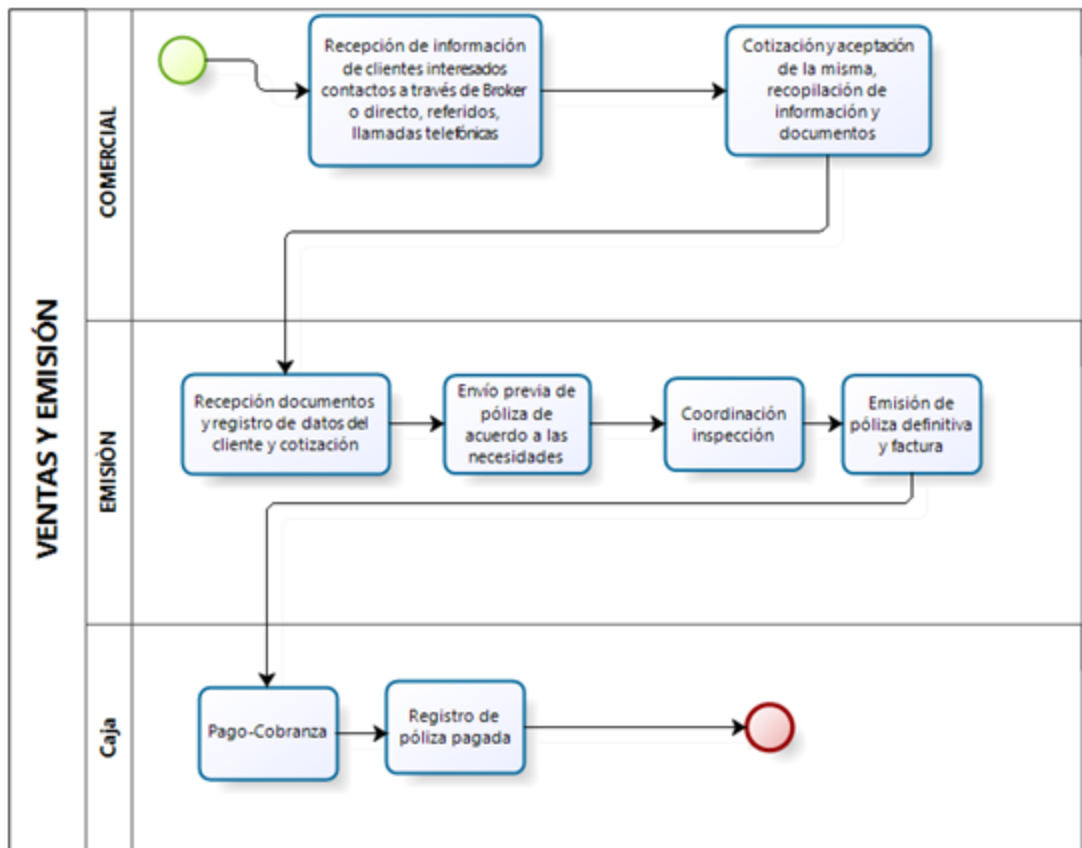 VENTAS Y EMISIÓN
COMERCIAL
Recepción de información
de clientes interesados
contactos a través de Broker
o directo, referidos,
llamadas telefónicas
Cotización y aceptación
de la misma,
recopilación de
información y
documentos
EMISIÒN
Recepción documentos
y registro de datos del
cliente y cotización
Envío previa de
póliza de
acuerdo a las
necesidades
Coordinación
inspección
Emisión de
póliza definitiva
y factura
Caja
Pago-Cobranza
Registro de
póliza pagada